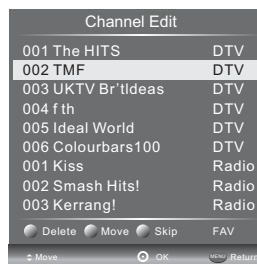 Channel Edit
001 The HITS DTV
002 TMF DTV
003 UKTV Br'tIdeas DTV
004 f th DTV
005 Ideal World DTV
006 Colourbars100 DTV
001 Kiss Radio
002 Smash Hits! Radio
003 Kerrang! Radio
Delete Move Skip FAV
Move OK MENU Return